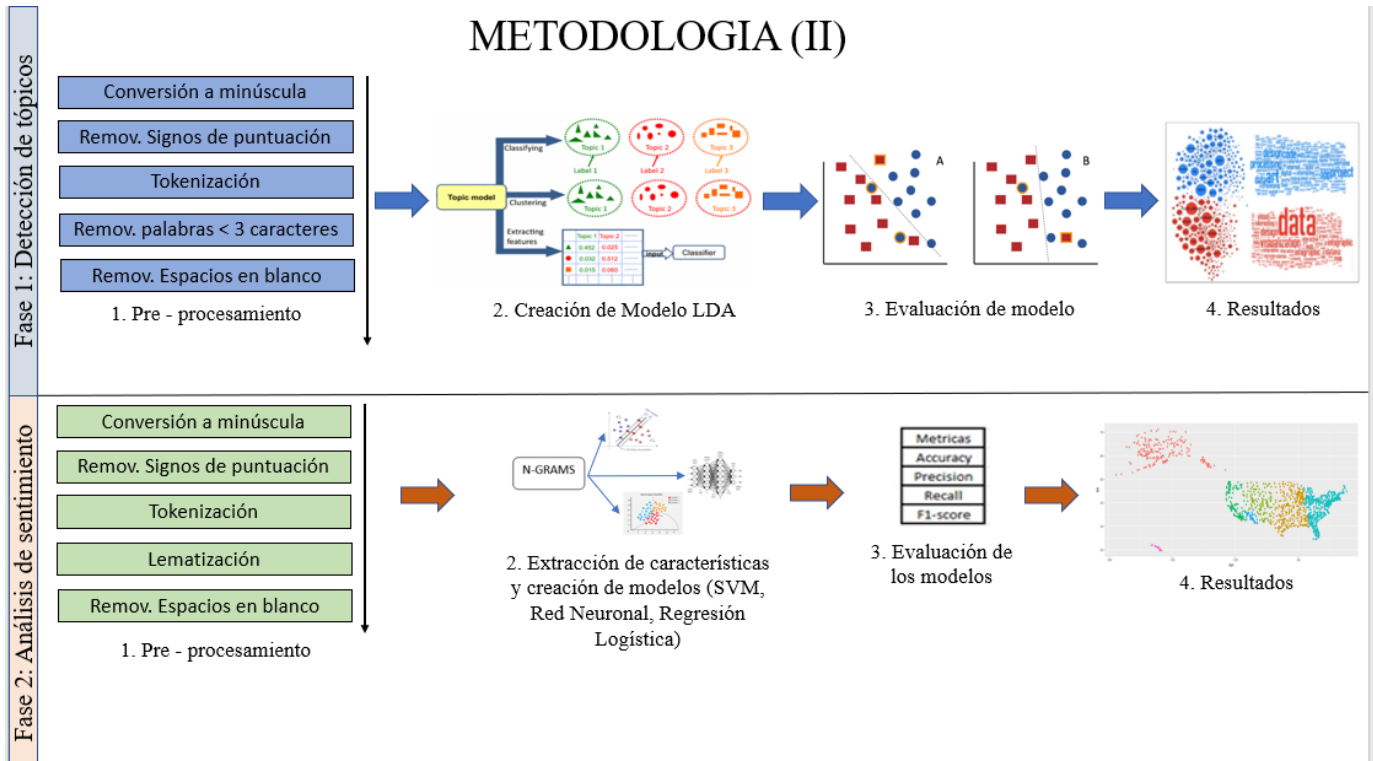 METODOLOGIA (II)
Fase 1: Detección de tópicos
Conversión a minúscula
Remov. Signos de puntuación
Tokenización
Remov. palabras < 3 caracteres
Remov. Espacios en blanco
1. Pre - procesamiento
Topic model
Classifying
Clustering
Extracting
features
Topic 1
Topic 2
Topic 3
Label 1
Label 2
Label 3
Topic 1
Topic 2
Topic 3
Topic 1 Topic 2
0.452 0.025
0.032 0.512
0.015 0.060
input
Classifier
2. Creación de Modelo LDA
A
B
3. Evaluación de modelo
art
data
visualization
4. Resultados
Fase 2: Análisis de sentimiento
Conversión a minúscula
Remov. Signos de puntuación
Tokenización
Lematización
Remov. Espacios en blanco
1. Pre - procesamiento
N-GRAMS
2. Extracción de características
y creación de modelos (SVM,
Red Neuronal, Regresión
Logística)
Metricas
Accuracy
Precision
Recall
F1-score
3. Evaluación de
los modelos
4. Resultados